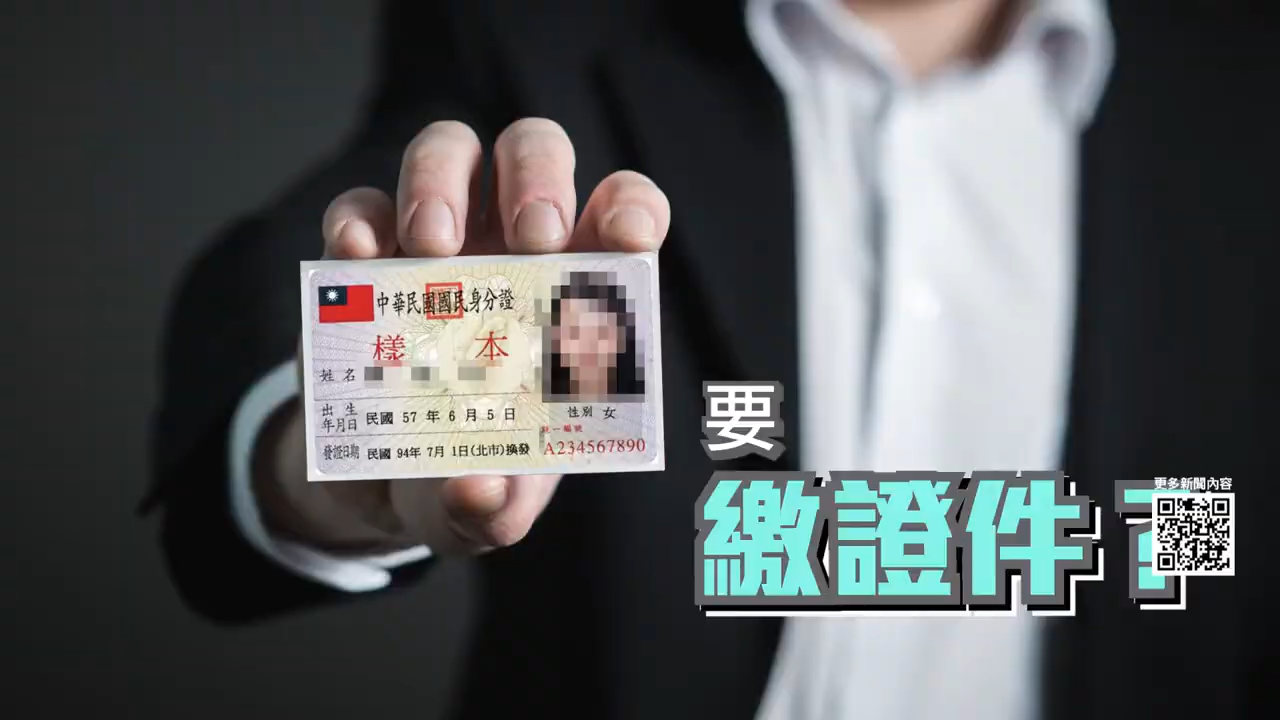 中華民國國民身分證
樣 本
姓 名
出 生
年月日
民國 57 年 6 月 5 日
性別 女
統一編號
A234567890
發證日期
民國 94年 7月 1日(北市)換發
要
繳證件?
更多新聞內容